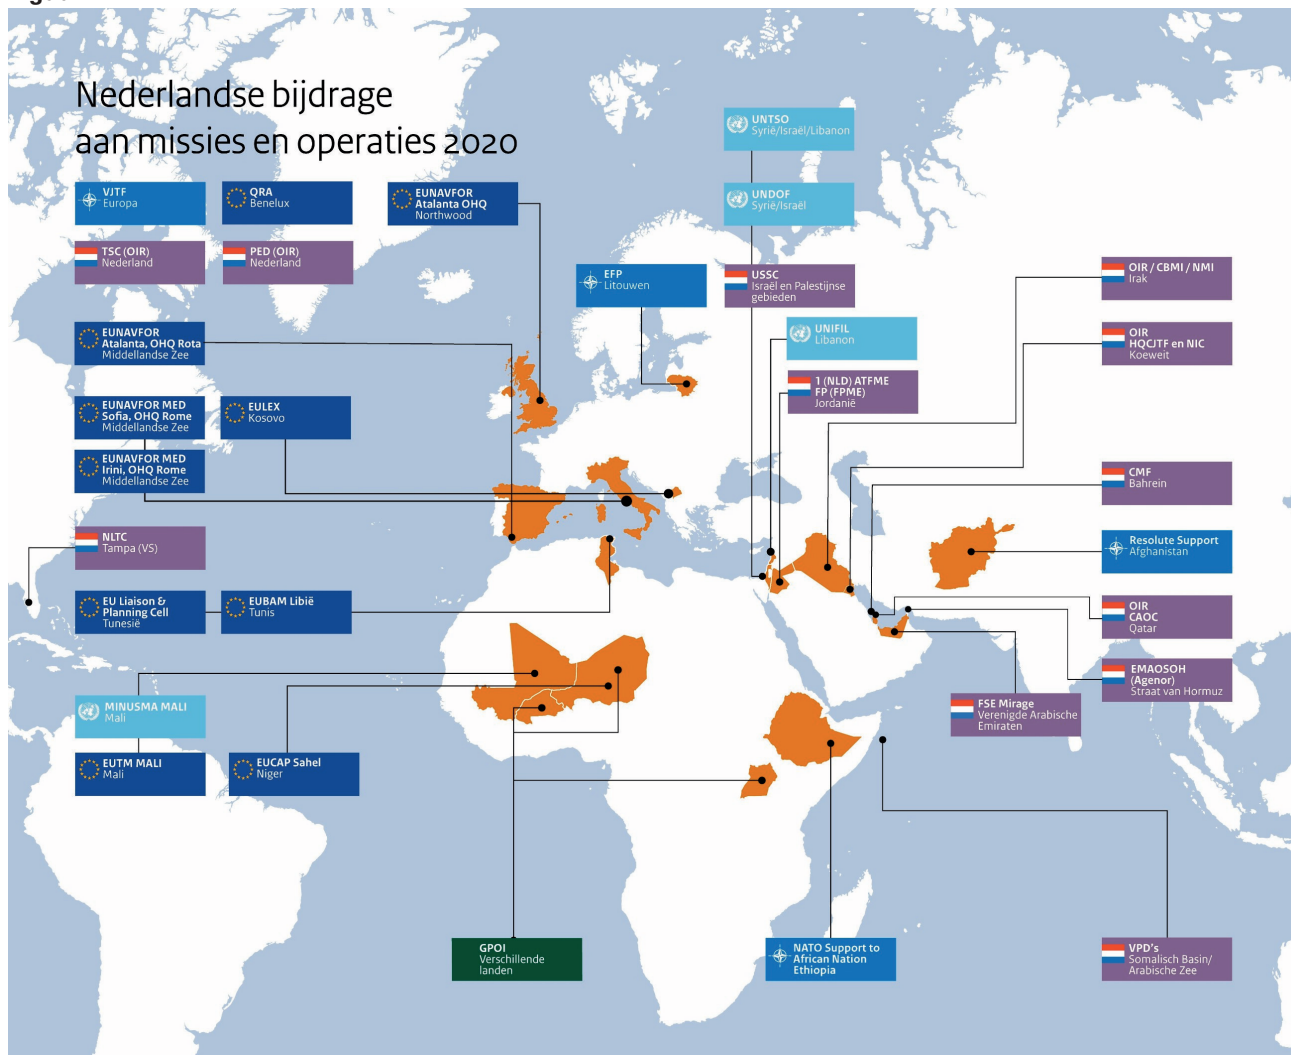 Nederlandse bijdrage
aan missies en operaties 2020
VJTF
Europa
QRA
Benelux
EUNAVFOR
Atalanta OHQ
Northwood
UNTSO
Syrië/Israël/Libanon
UNDOF
Syrië/Israël
TSC (OIR)
Nederland
PED (OIR)
Nederland
EFP
Litouwen
USSC
Israël en Palestijnse
gebieden
OIR / CBMI / NMI
Irak
EUNAVFOR
Atalanta, OHQ Rota
Middellandse Zee
UNIFIL
Libanon
OIR
HQCJTF en NIC
Koeweit
1 (NLD) ATFME
FP (FPME)
Jordanië
EUNAVFOR MED
Sofia, OHQ Rome
Middellandse Zee
EULEX
Kosovo
EUNAVFOR MED
Irini, OHQ Rome
Middellandse Zee
CMF
Bahrein
NLTC
Tampa (VS)
Resolute Support
Afghanistan
EU Liaison &
Planning Cell
Tunesië
EUBAM Libië
Tunis
OIR
CAOC
Qatar
EMAOSOH
(Agenor)
Straat van Hormuz
MINUSMA MALI
Mali
FSE Mirage
Verenigde Arabische
Emiraten
EUTM MALI
Mali
EUCAP Sahel
Niger
GPOI
Verschillende
landen
NATO Support to
African Nation
Ethiopia
VPD's
Somalisch Basin/
Arabische Zee